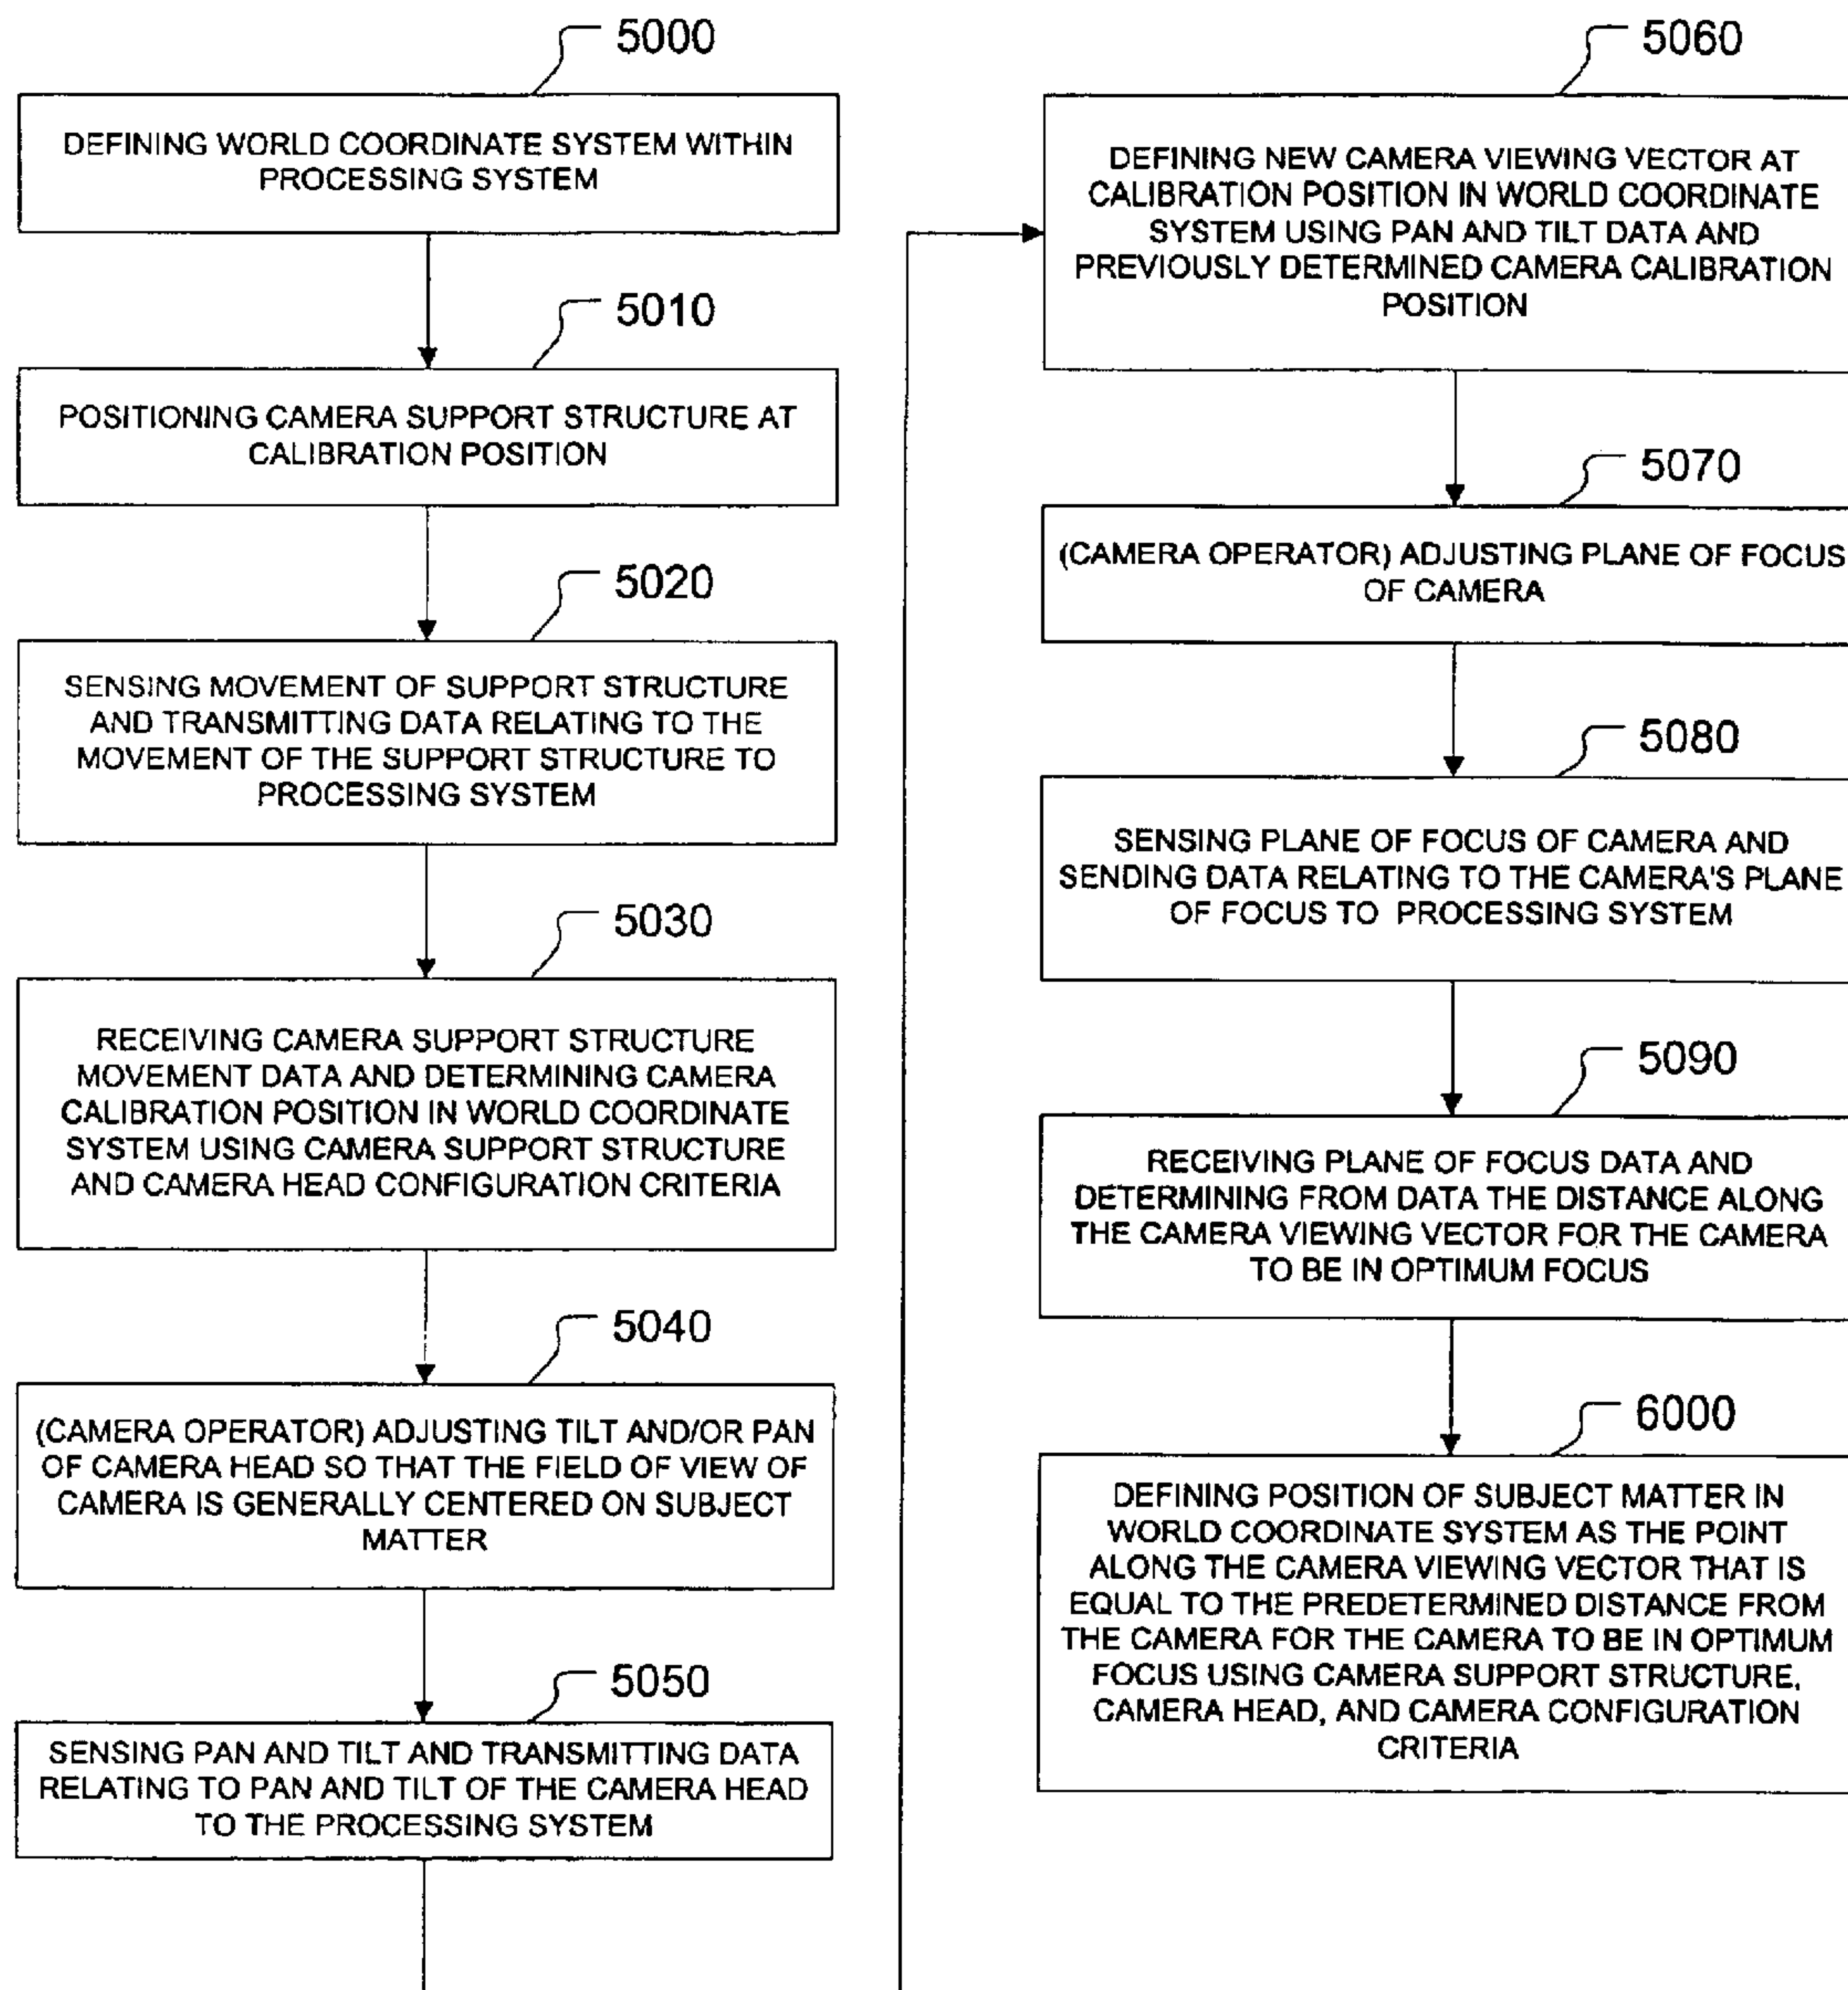 5000
DEFINING WORLD COORDINATE SYSTEM WITHIN
PROCESSING SYSTEM
5010
POSITIONING CAMERA SUPPORT STRUCTURE AT
CALIBRATION POSITION
5020
SENSING MOVEMENT OF SUPPORT STRUCTURE
AND TRANSMITTING DATA RELATING TO THE
MOVEMENT OF THE SUPPORT STRUCTURE TO
PROCESSING SYSTEM
5030
RECEIVING CAMERA SUPPORT STRUCTURE
MOVEMENT DATA AND DETERMINING CAMERA
CALIBRATION POSITION IN WORLD COORDINATE
SYSTEM USING CAMERA SUPPORT STRUCTURE
AND CAMERA HEAD CONFIGURATION CRITERIA
5040
(CAMERA OPERATOR) ADJUSTING TILT AND/OR PAN
OF CAMERA HEAD SO THAT THE FIELD OF VIEW OF
CAMERA IS GENERALLY CENTERED ON SUBJECT
MATTER
5050
SENSING PAN AND TILT AND TRANSMITTING DATA
RELATING TO PAN AND TILT OF THE CAMERA HEAD
TO THE PROCESSING SYSTEM
5060
DEFINING NEW CAMERA VIEWING VECTOR AT
CALIBRATION POSITION IN WORLD COORDINATE
SYSTEM USING PAN AND TILT DATA AND
PREVIOUSLY DETERMINED CAMERA CALIBRATION
POSITION
5070
(CAMERA OPERATOR) ADJUSTING PLANE OF FOCUS
OF CAMERA
5080
SENSING PLANE OF FOCUS OF CAMERA AND
SENDING DATA RELATING TO THE CAMERA'S PLANE
OF FOCUS TO PROCESSING SYSTEM
5090
RECEIVING PLANE OF FOCUS DATA AND
DETERMINING FROM DATA THE DISTANCE ALONG
THE CAMERA VIEWING VECTOR FOR THE CAMERA
TO BE IN OPTIMUM FOCUS
6000
DEFINING POSITION OF SUBJECT MATTER IN
WORLD COORDINATE SYSTEM AS THE POINT
ALONG THE CAMERA VIEWING VECTOR THAT IS
EQUAL TO THE PREDETERMINED DISTANCE FROM
THE CAMERA FOR THE CAMERA TO BE IN OPTIMUM
FOCUS USING CAMERA SUPPORT STRUCTURE,
CAMERA HEAD, AND CAMERA CONFIGURATION
CRITERIA